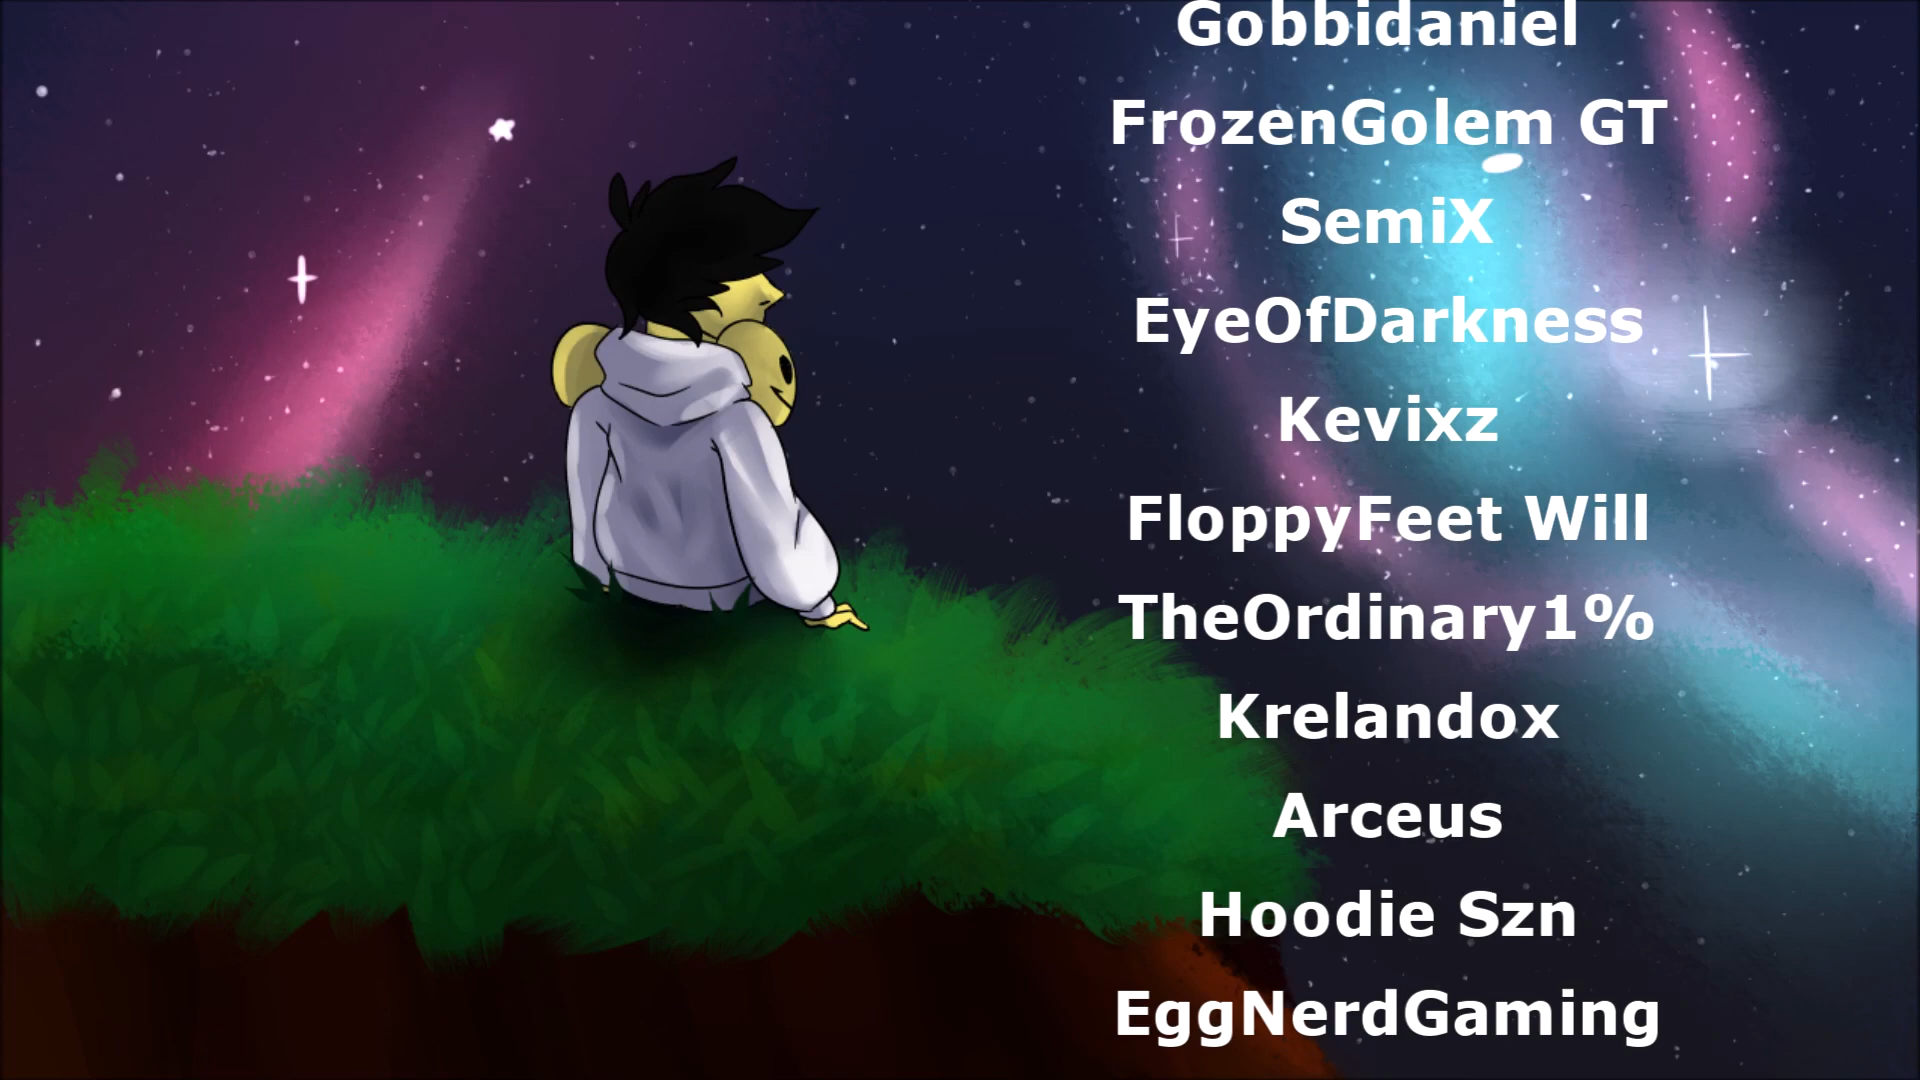 Gobbidaniel
FrozenGolem GT
SemiX
EyeOfDarkness
Kevixz
FloppyFeet Will
TheOrdinary1%
Krelandox
Arceus
Hoodie Szn
EggNerdGaming